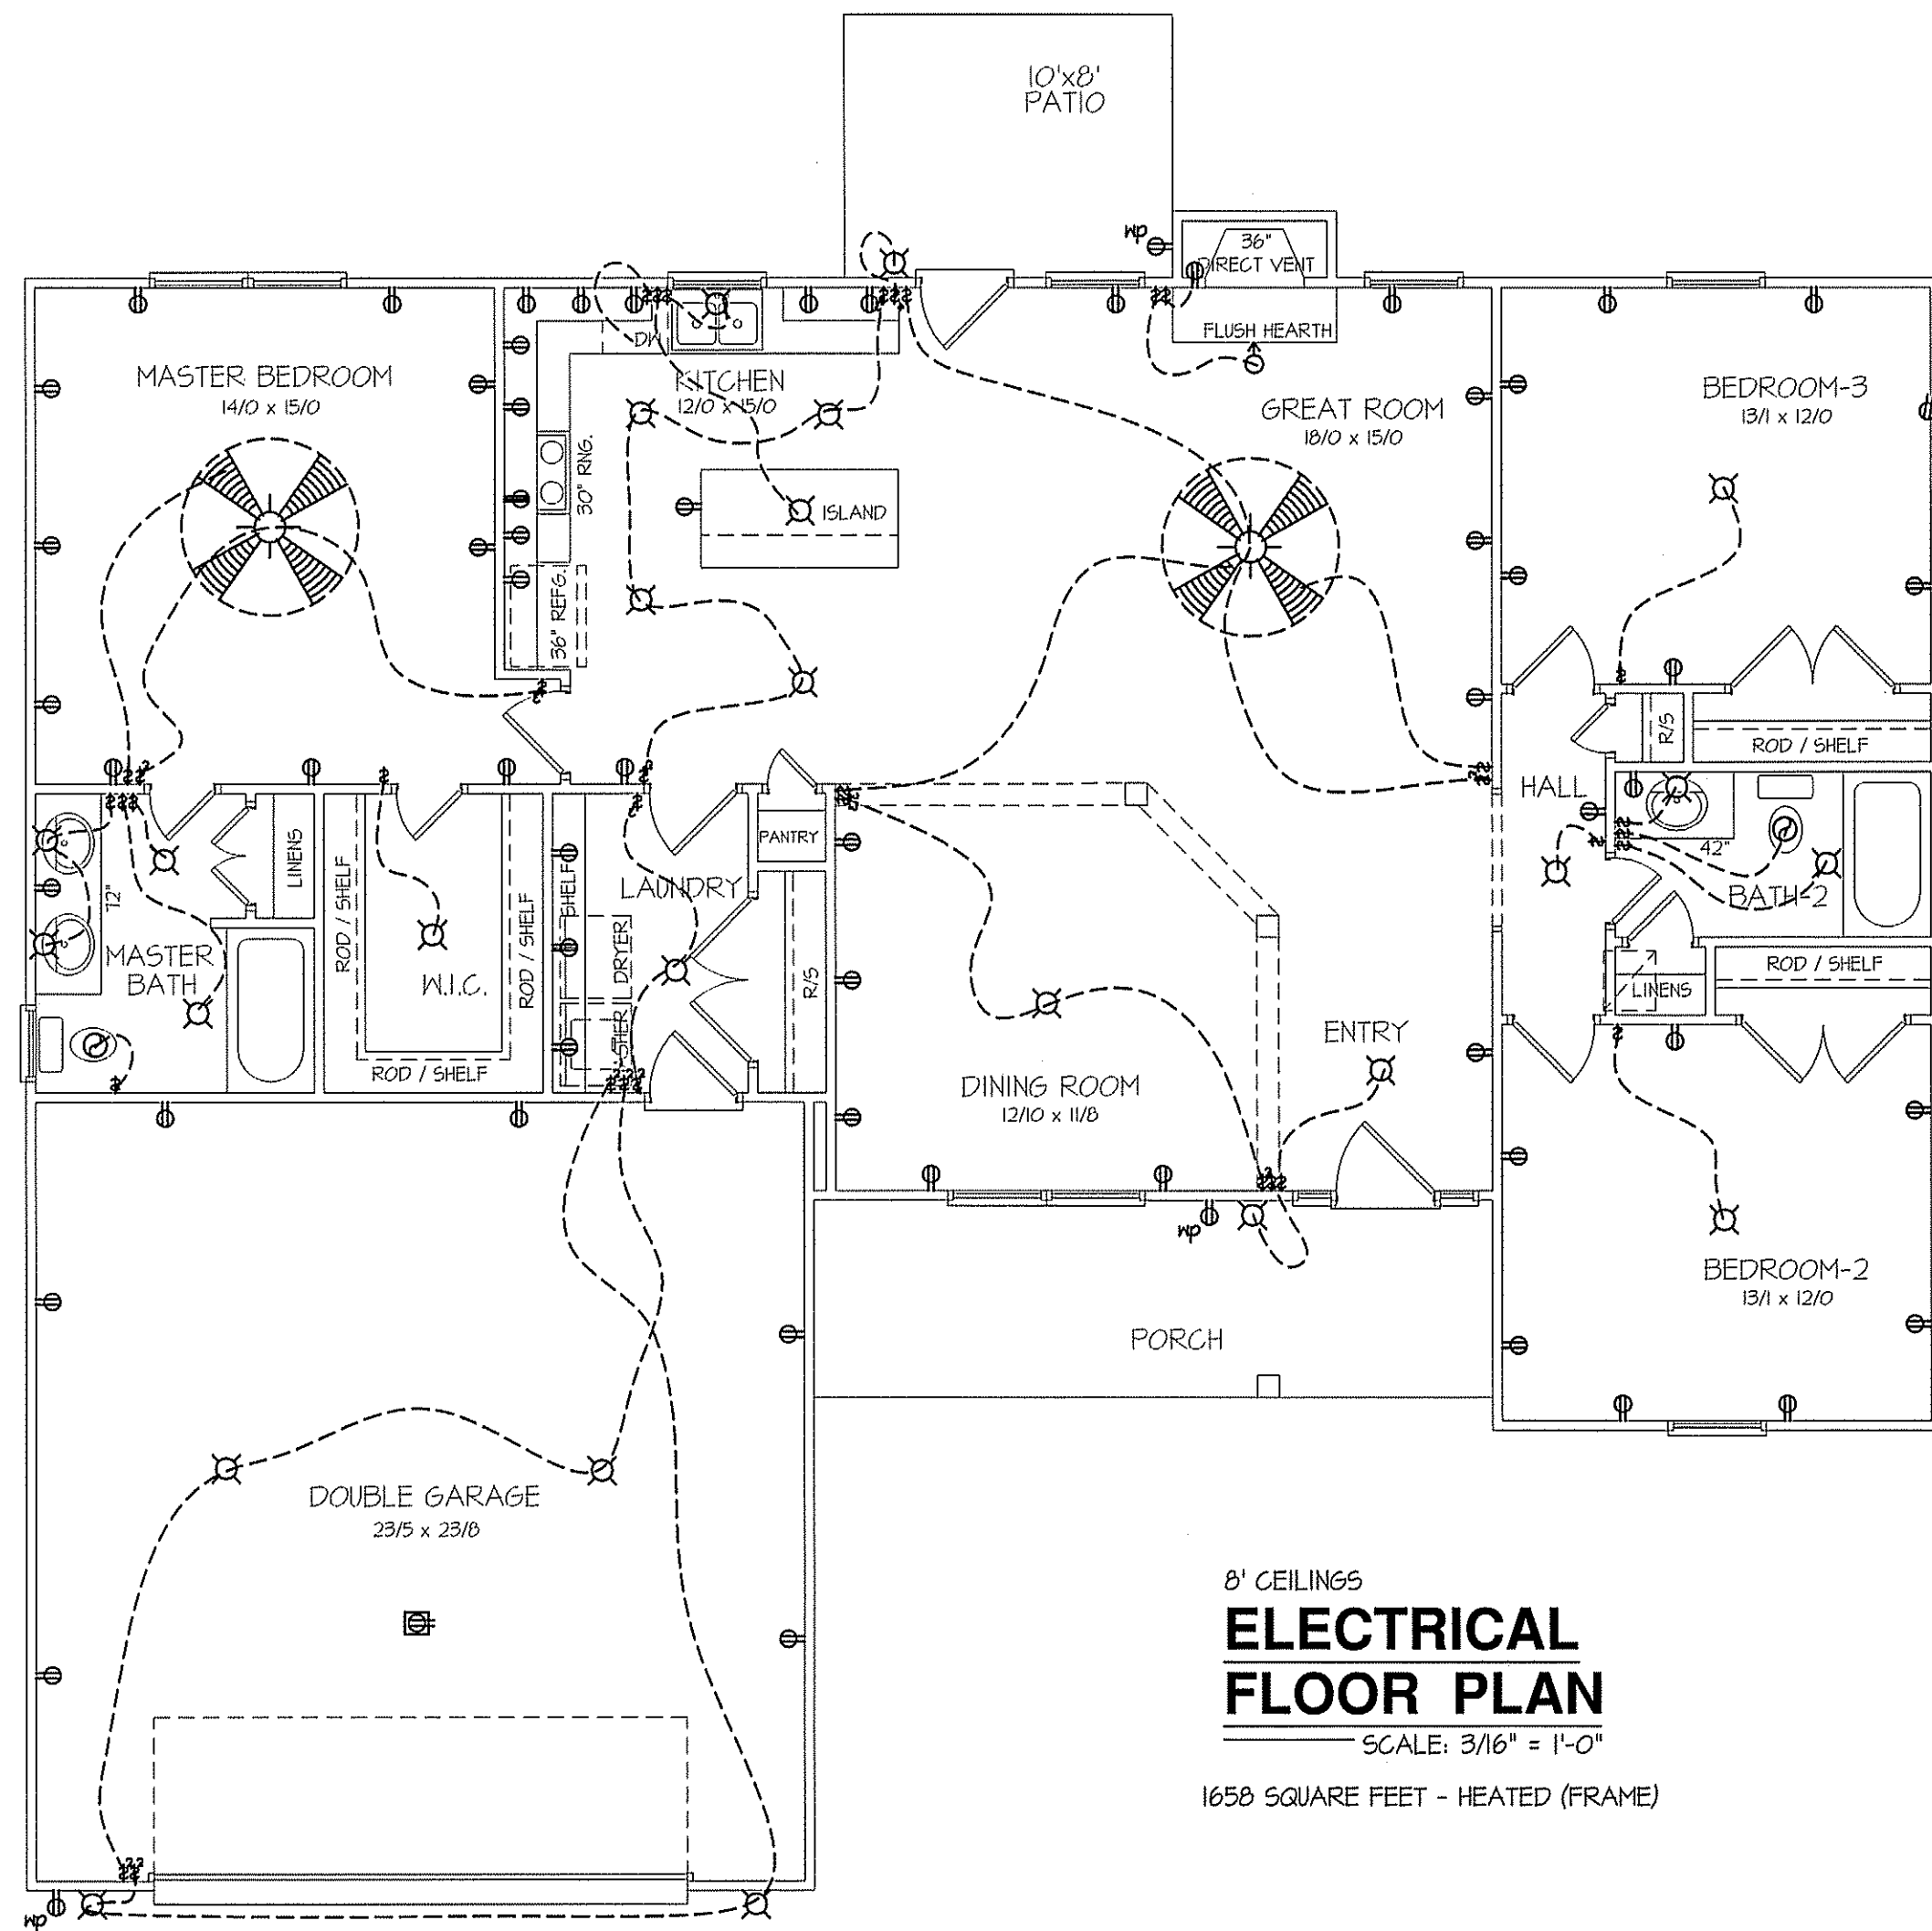 10'x8'
PATIO
36"
DIRECT VENT
FLUSH HEARTH
MASTER BEDROOM
14/0 x 15/0
DW
KITCHEN
12/0 x 15/0
30" RNG.
ISLAND
36" REFG.
GREAT ROOM
18/0 x 15/0
BEDROOM-3
13/1 x 12/0
R/S
ROD / SHELF
HALL
42"
BATH-2
ROD / SHELF
LINENS
PANTRY
LAUNDRY
SHELF
DRYER
R/S
LINENS
72"
MASTER
BATH
ROD / SHELF
W.I.C.
ROD / SHELF
ROD / SHELF
DINING ROOM
12/10 x 11/8
ENTRY
BEDROOM-2
13/1 x 12/0
PORCH
DOUBLE GARAGE
23/5 x 23/8
8' CEILINGS
ELECTRICAL
FLOOR PLAN
SCALE: 3/16" = 1'-0"
1658 SQUARE FEET - HEATED (FRAME)
wp
wp
wp